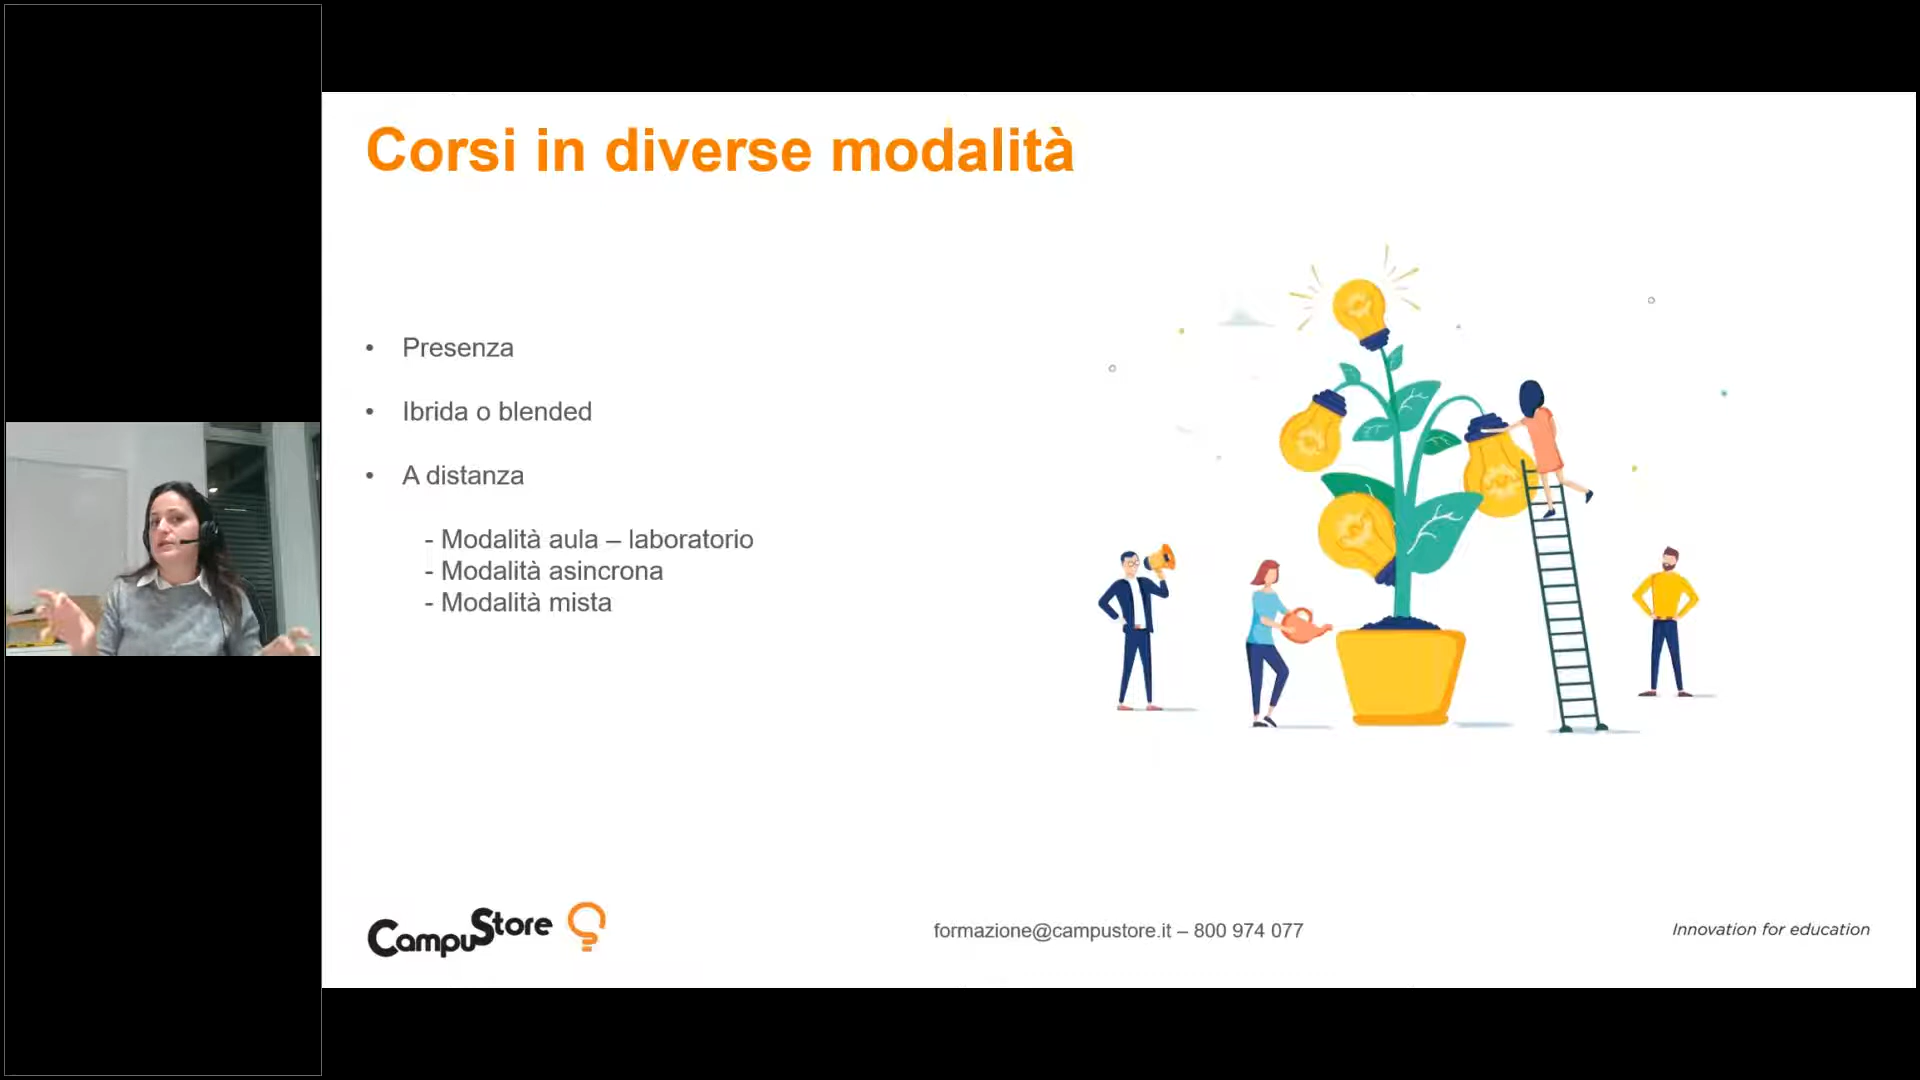 Corsi in diverse modalità
• Presenza
• Ibrida o blended
• A distanza
- Modalità aula – laboratorio
- Modalità asincrona
- Modalità mista
CampuStore
formazione@campustore.it – 800 974 077
Innovation for education